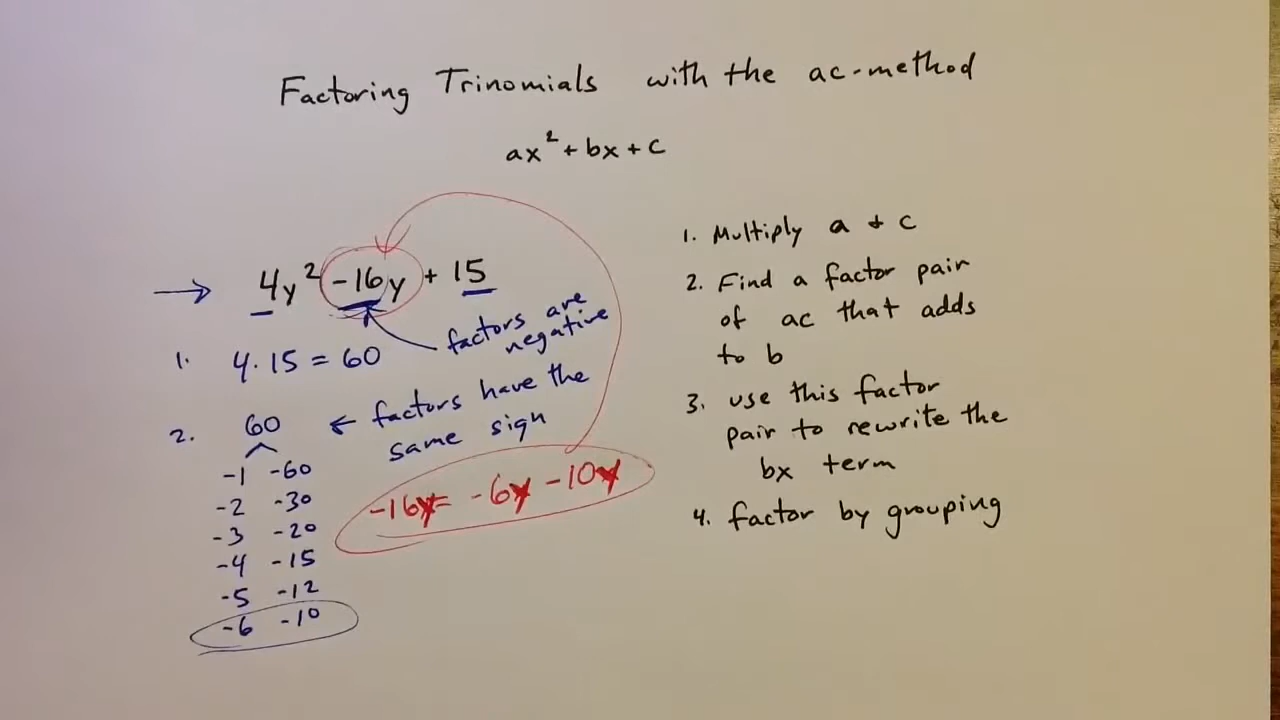 Factoring Trinomials with the ac-method
ax² + bx + c
→ 4y² -16y + 15
factors are
negative
1. 4 · 15 = 60
2. 60 ← factors have the
same sign
-1 -60
-2 -30
-3 -20
-4 -15
-5 -12
-6 -10
-16y = -6y -10y
1. Multiply a & c
2. Find a factor pair
of ac that adds
to b
3. use this factor
pair to rewrite the
bx term
4. factor by grouping